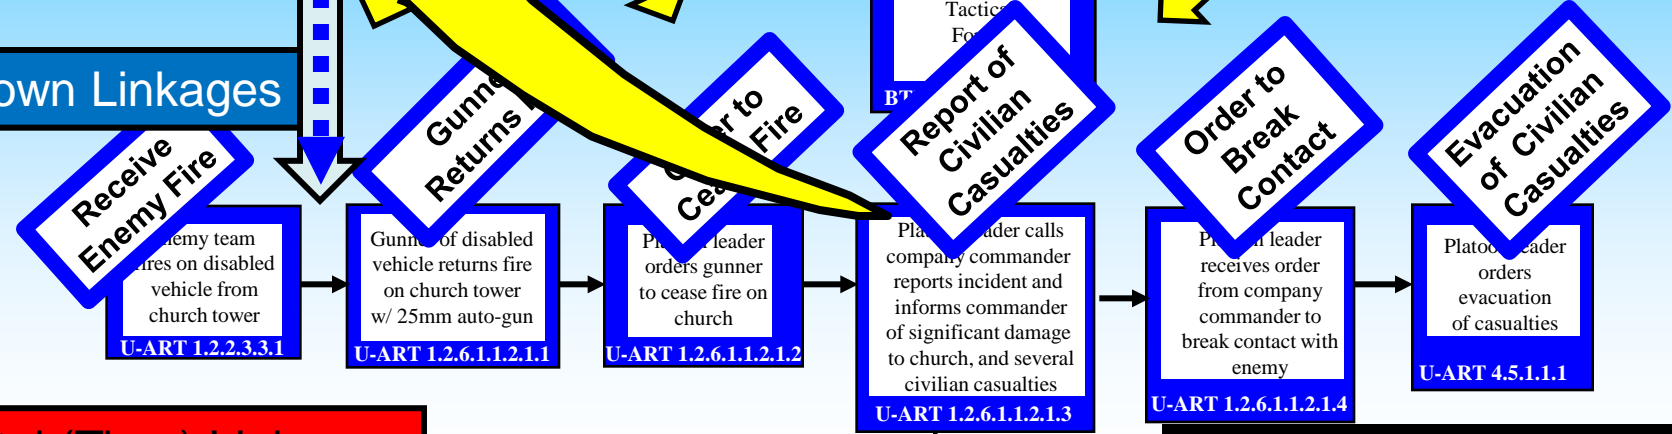 own Linkages
Receive
Enemy Fire
team
fires on disabled
vehicle from
church tower
U-ART 1.2.2.3.3.1
Returns
Gunner of disabled
vehicle returns fire
on church tower
w/ 25mm auto-gun
U-ART 1.2.6.1.1.2.1.1
to
Fire
leader
orders gunner
to cease fire on
church
U-ART 1.2.6.1.1.2.1.2
BT
Report of
Civilian
Casualties
calls
company commander
reports incident and
informs commander
of significant damage
to church, and several
civilian casualties
U-ART 1.2.6.1.1.2.1.3
Order to
Break
Contact
leader
receives order
from company
commander to
break contact with
enemy
U-ART 1.2.6.1.1.2.1.4
Evacuation
of Civilian
Casualties
Platoon leader
orders
evacuation
of casualties
U-ART 4.5.1.1.1